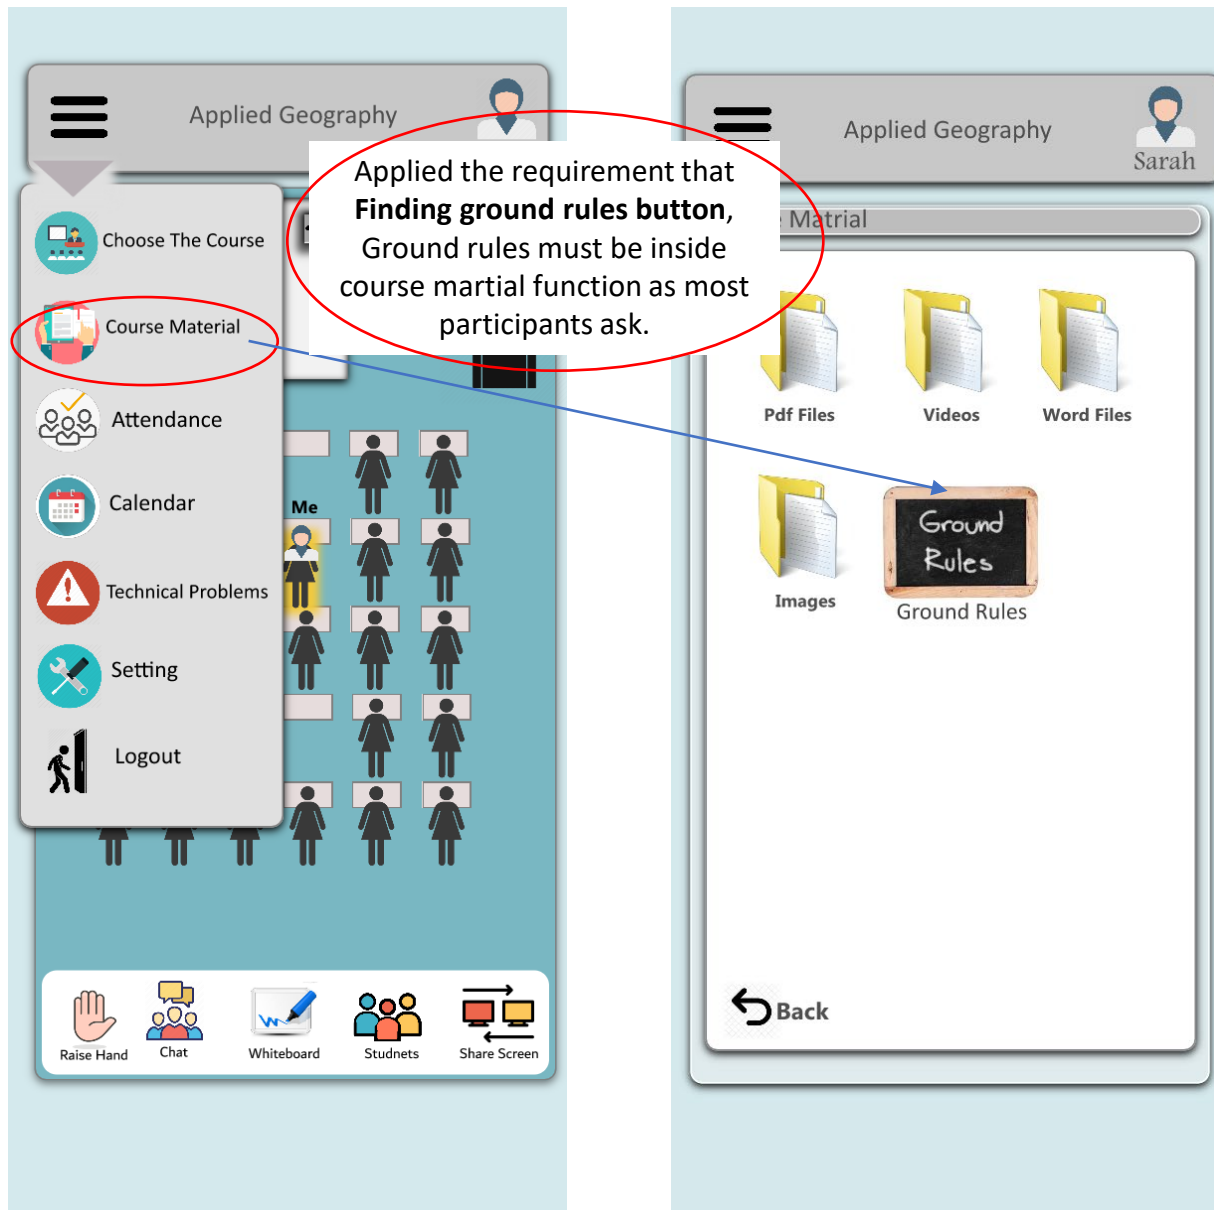 Applied Geography
Choose The Course
Course Material
Attendance
Calendar
Technical Problems
Setting
Logout
Me
Raise Hand
Chat
Whiteboard
Studnets
Share Screen
Applied the requirement that
Finding ground rules button,
Ground rules must be inside
course martial function as most
participants ask.
Applied Geography
Sarah
Matrial
Pdf Files
Videos
Word Files
Images
Ground
Rules
Ground Rules
Back